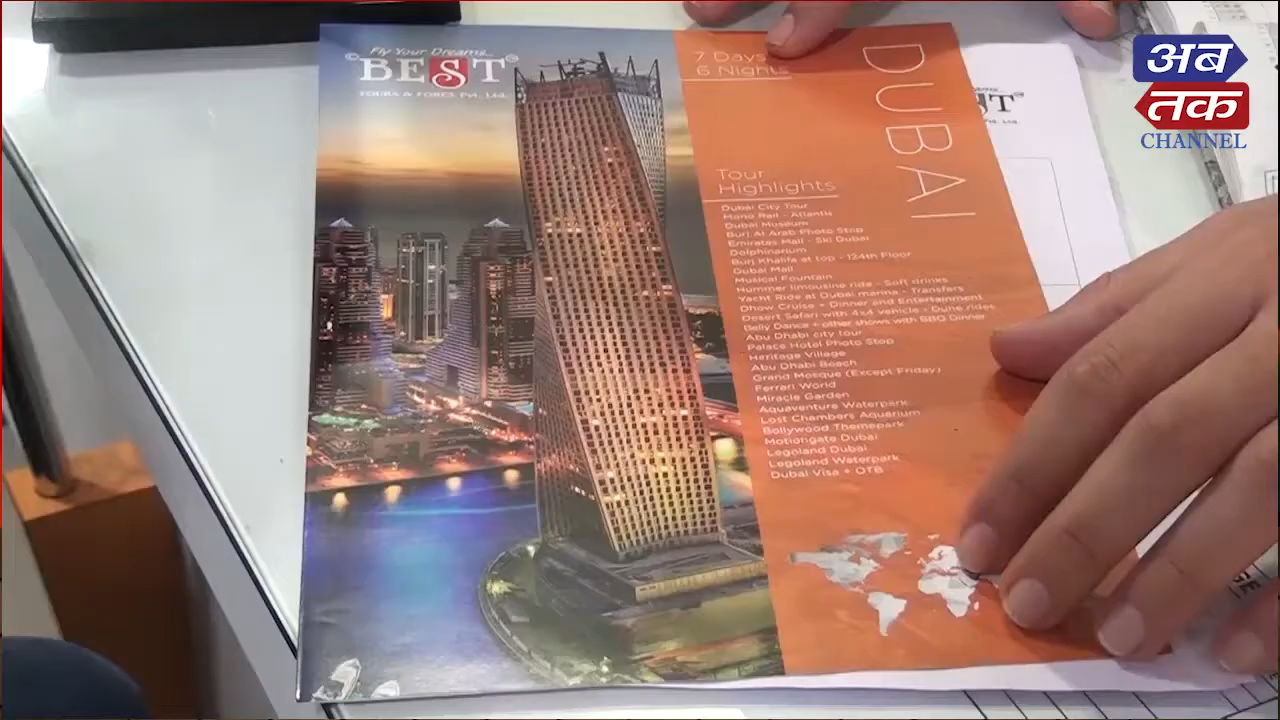 Fly Your Dreams...
BEST
TOURS & FOREX Pvt. Ltd.
7 Days
6 Nights
DUBAI
Tour
Highlights
Dubai City Tour
Mono Rail - Atlantis
Dubai Museum
Burj Al Arab Photo Stop
Emirates Mall - Ski Dubai
Dolphinarium
Burj Khalifa at top - 124th Floor
Dubai Mall
Musical Fountain
Hummer limousine ride - Soft drinks
Yacht Ride at Dubai marina - Transfers
Dhow Cruise + Dinner and Entertainment
Desert Safari with 4x4 vehicle - Dune rides
Belly Dance + other shows with BBQ Dinner
Abu Dhabi city tour
Palace Hotel Photo Stop
Heritage Village
Abu Dhabi Beach
Grand Mosque (Except Friday)
Ferrari World
Miracle Garden
Aquaventure Waterpark
Lost Chambers Aquarium
Bollywood Themepark
Motiongate Dubai
Legoland Dubai
Legoland Waterpark
Dubai Visa + OTB
अब
तक
CHANNEL